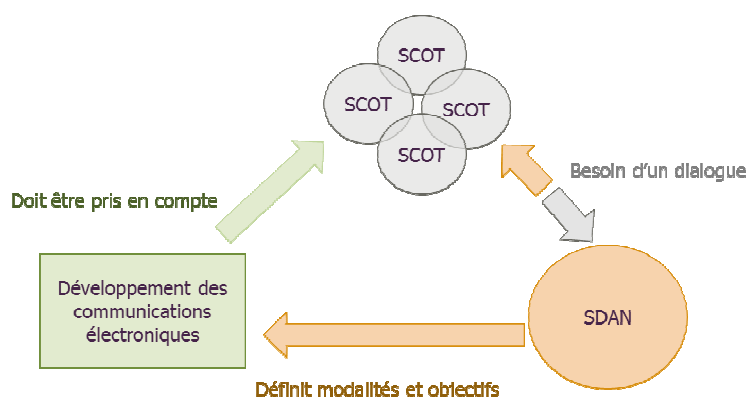 SCOT
SCOT
SCOT
SCOT
Besoin d'un dialogue
Doit être pris en compte
Développement des
communications
électroniques
SDAN
Définit modalités et objectifs